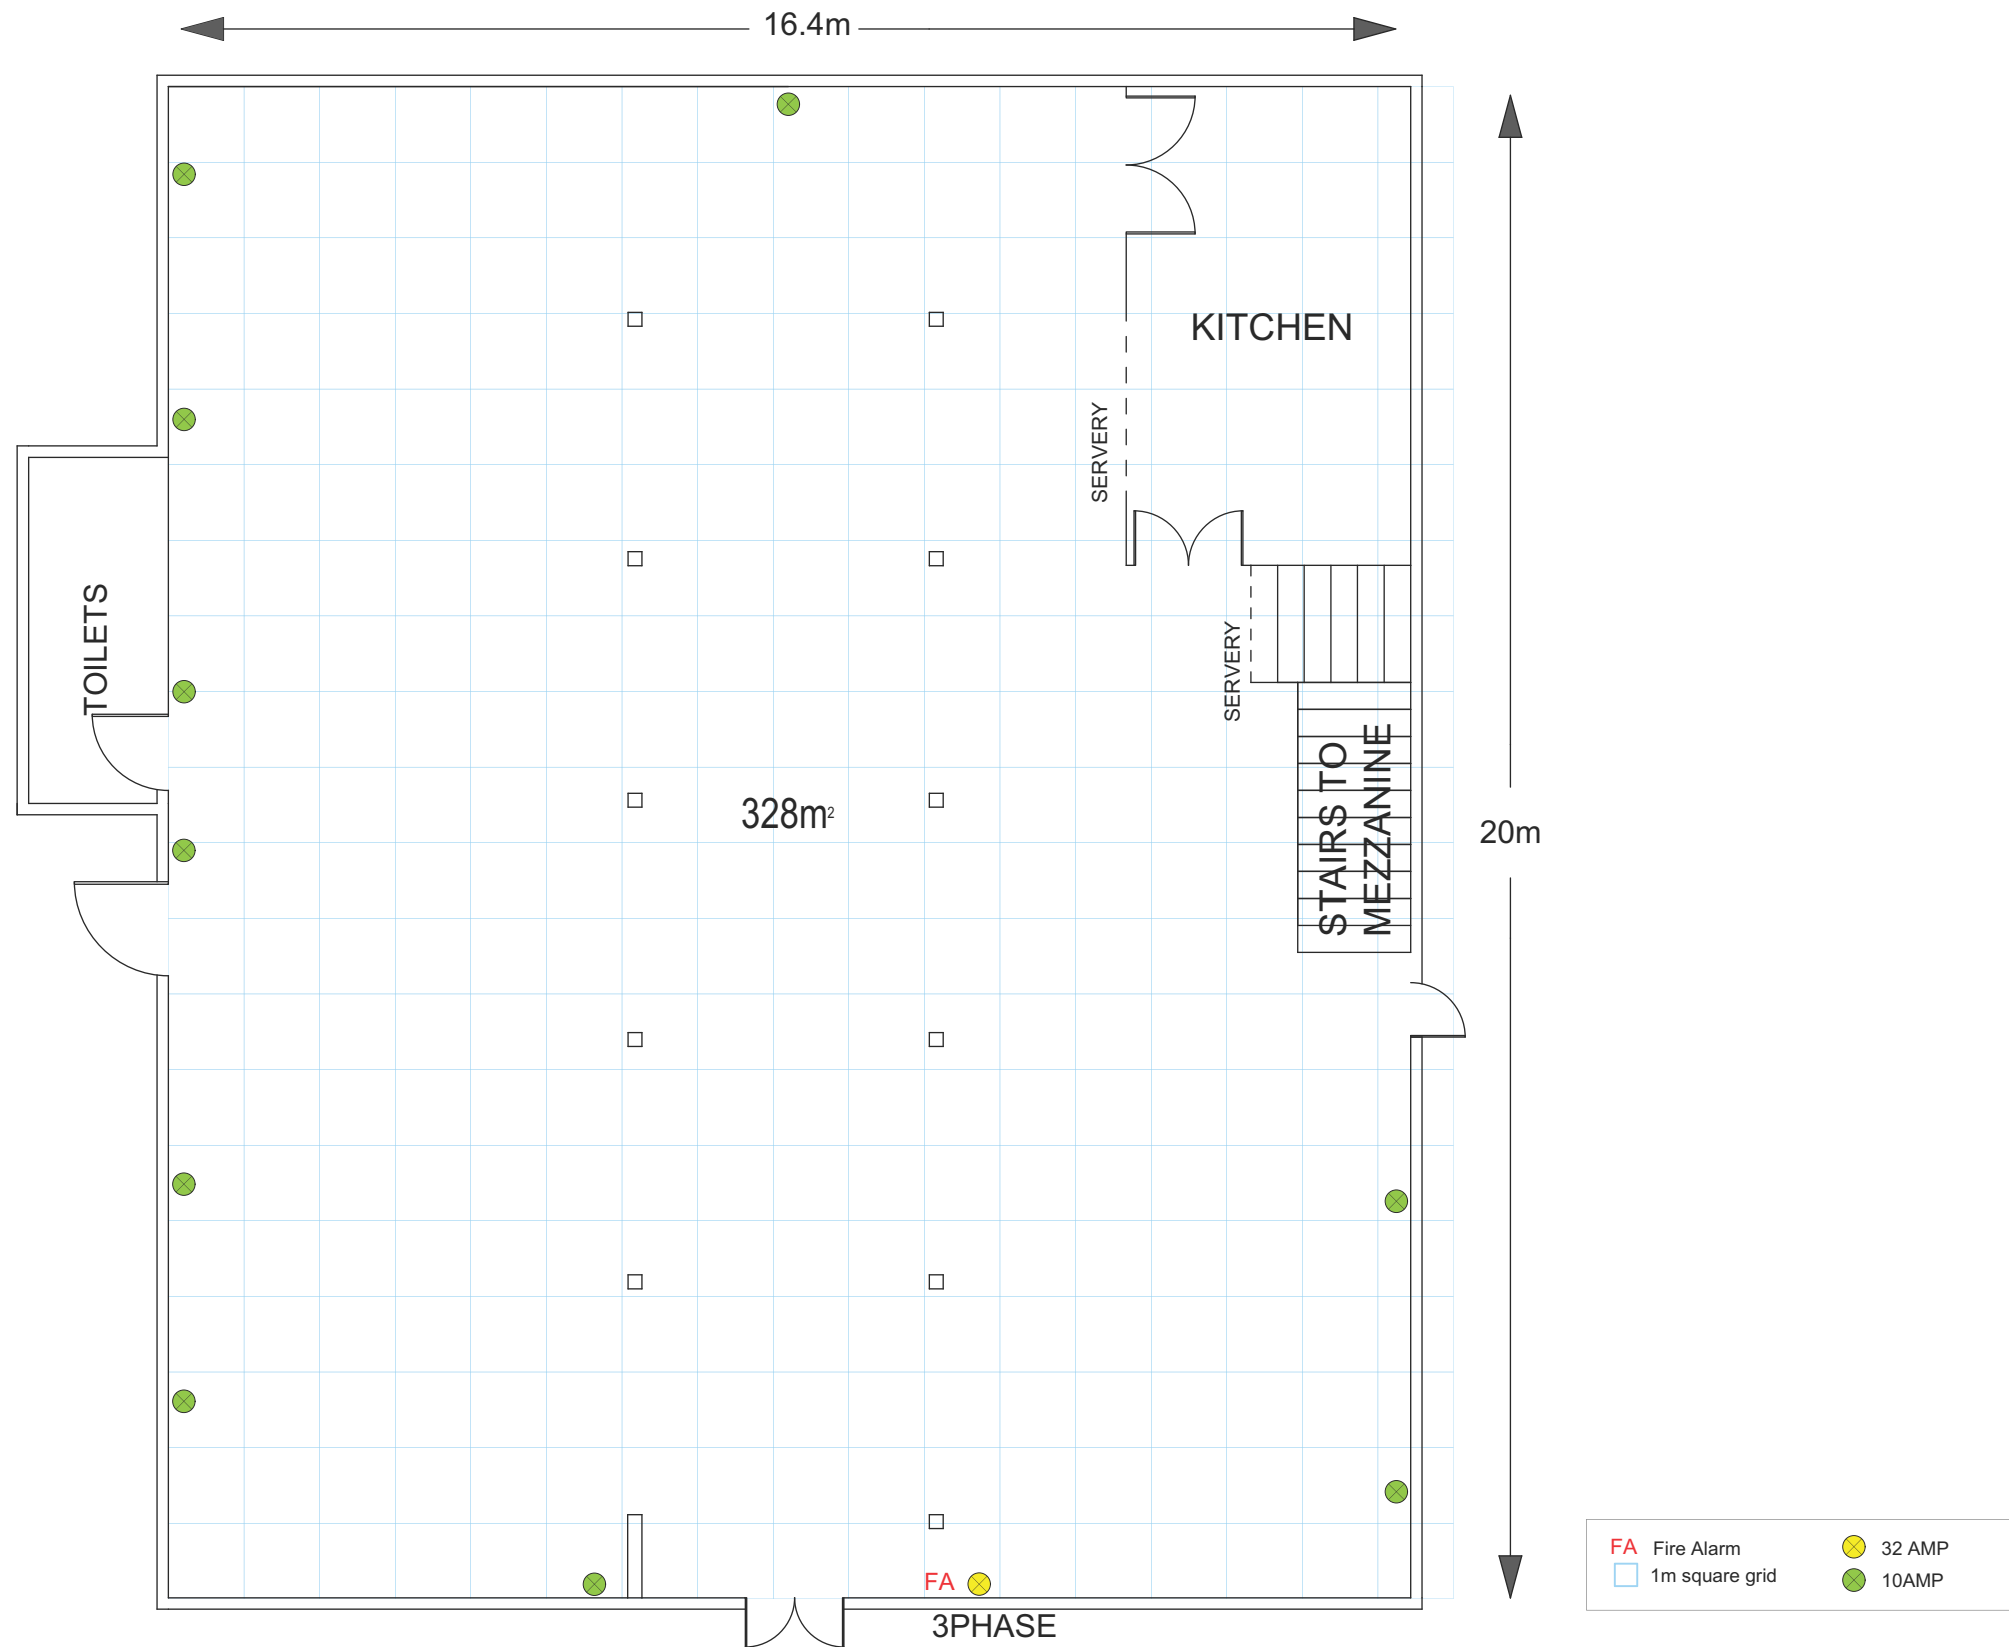 16.4m
KITCHEN
SERVERY
TOILETS
SERVERY
STAIRS TO
MEZZANINE
328m²
20m
FA
3PHASE
FA Fire Alarm
1m square grid
32 AMP
10AMP